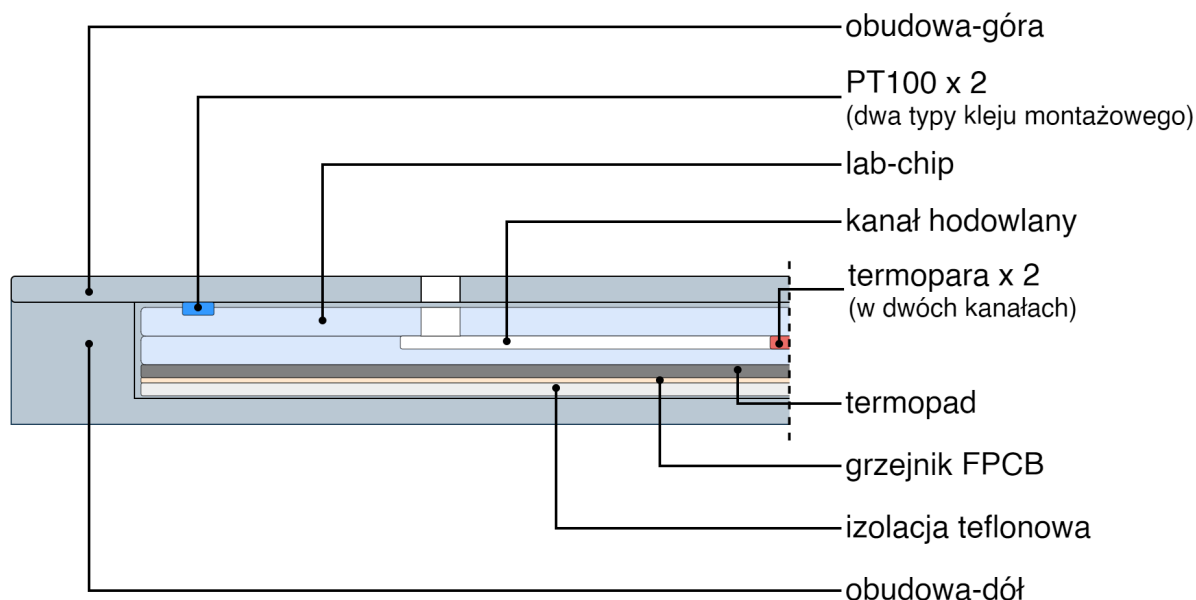 obudowa-góra
PT100 x 2
(dwa typy kleju montażowego)
lab-chip
kanał hodowlany
termopara x 2
(w dwóch kanałach)
termopad
grzejnik FPCB
izolacja teflonowa
obudowa-dół